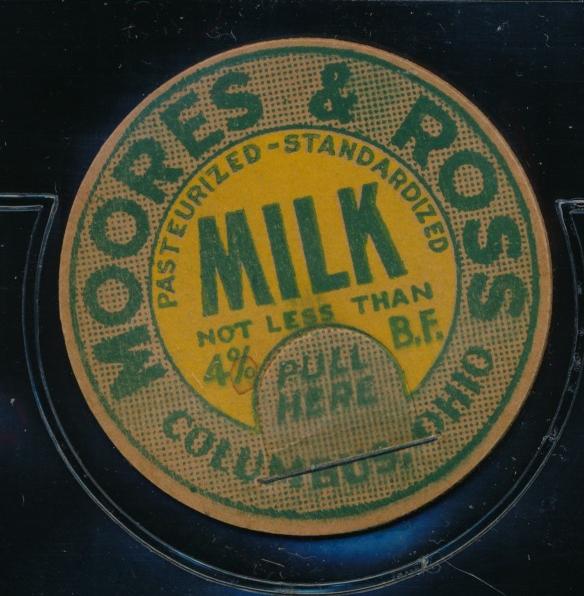 MOORES & ROSS
PASTEURIZED-STANDARDIZED
MILK
NOT LESS THAN
4% B.F.
PULL
HERE
COLUMBUS, OHIO